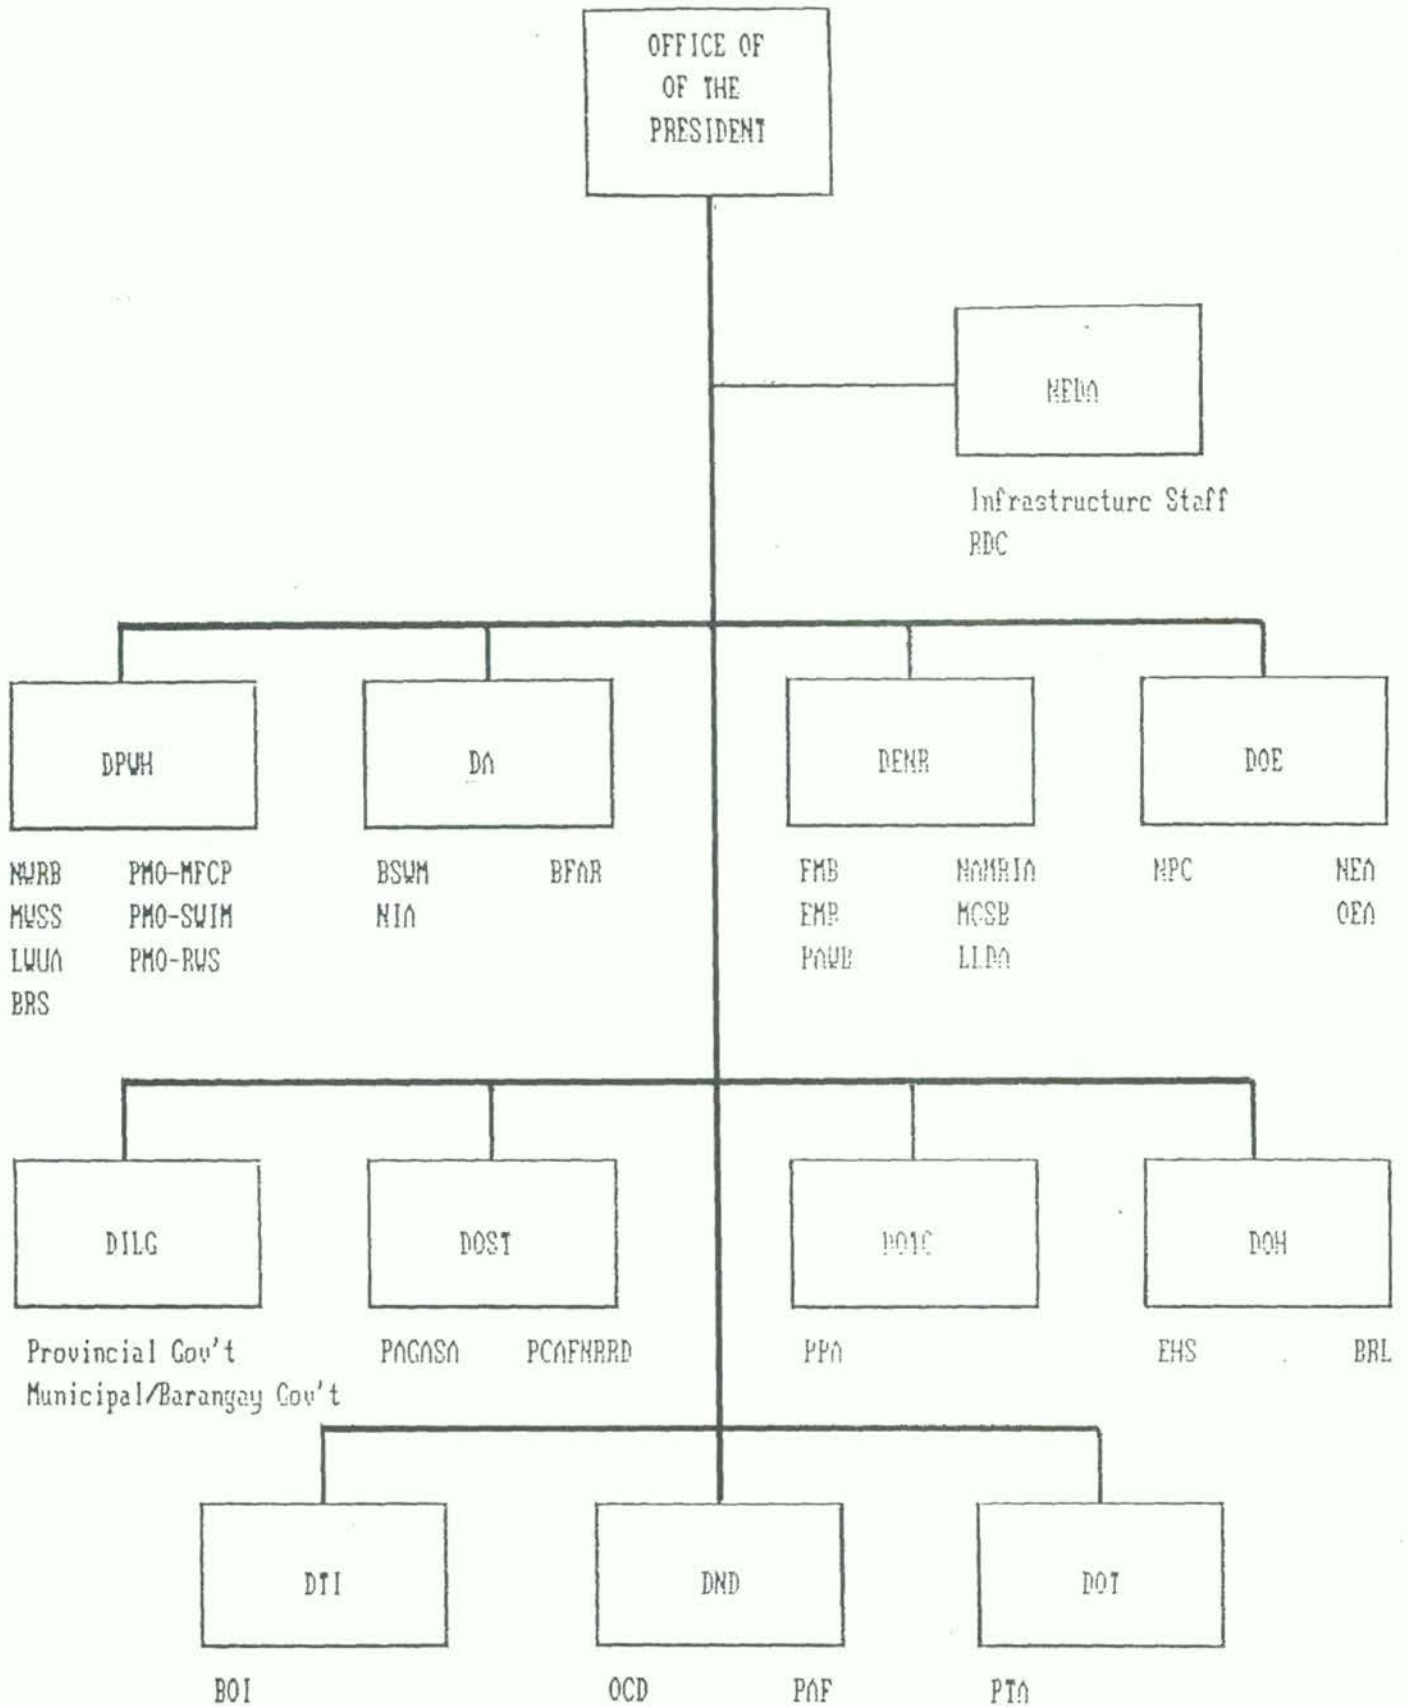 OFFICE OF
OF THE
PRESIDENT
NEDA
Infrastructure Staff
RDC
DPWH
DA
DENR
DOE
NWRB PMO-MFCP
MWSS PMO-SWIM
LWUA PMO-RWS
BRS
BSWM BFAR
NIA
FMB NAMRIA
EMB MGSB
PAWB LLDA
NPC NEA
OEA
DILG
DOST
DOTC
DOH
Provincial Gov't
Municipal/Barangay Gov't
PAGASA PCAFNRRD
PPA
EHS BRL
DTI
DND
DOT
BOI
OCD PAF
PTA